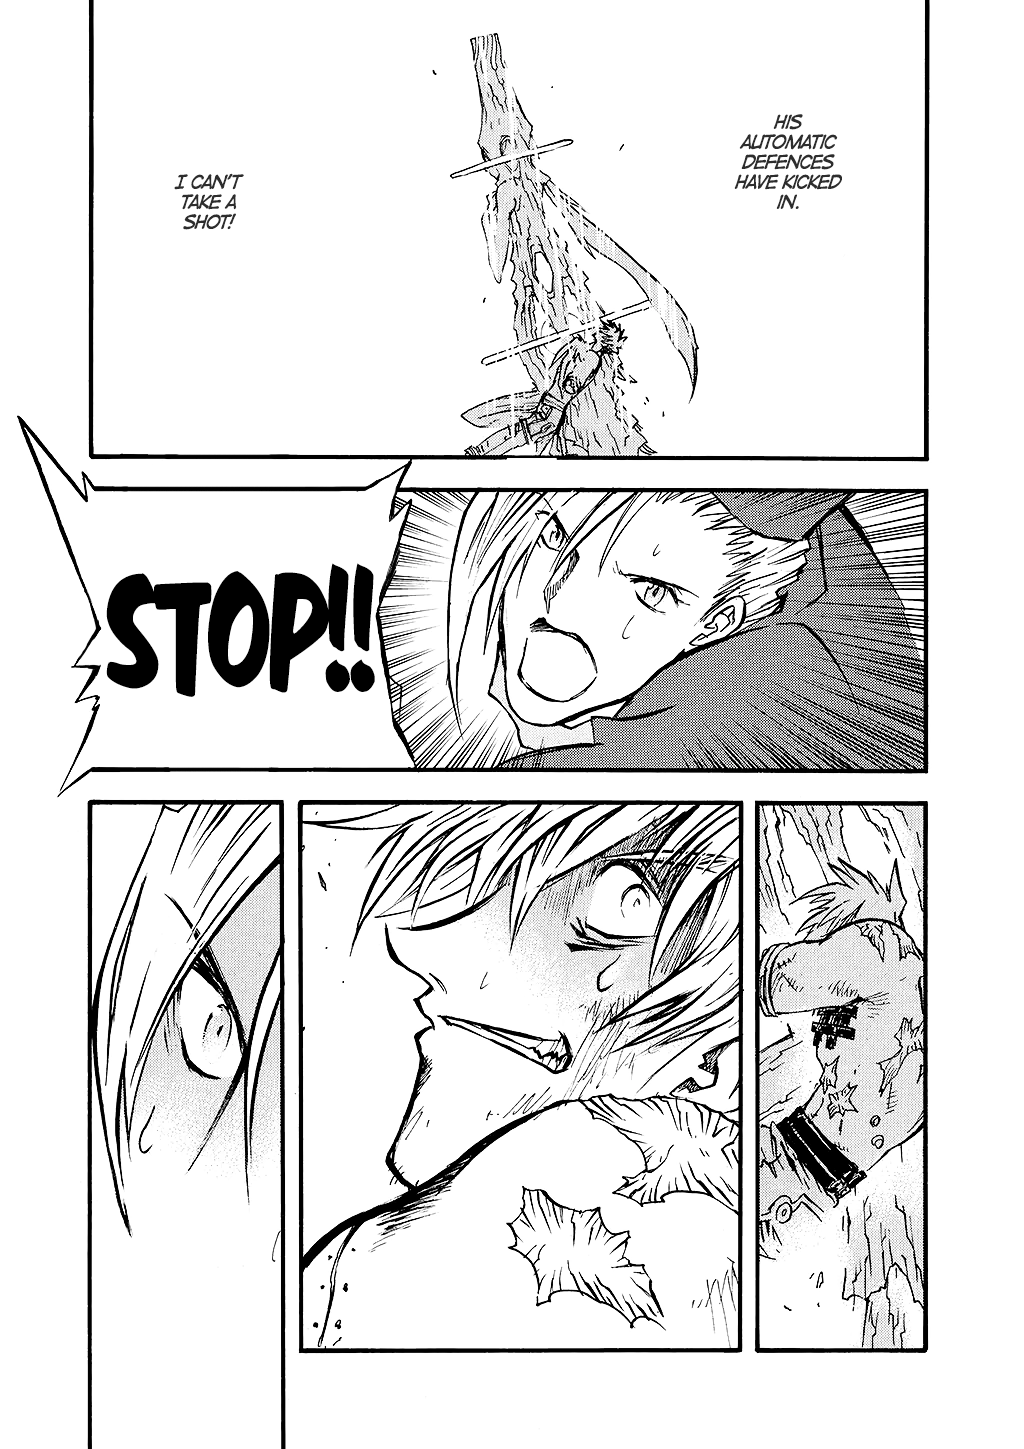 HIS
AUTOMATIC
DEFENCES
HAVE KICKED
IN.
I CAN'T
TAKE A
SHOT!
STOP!!